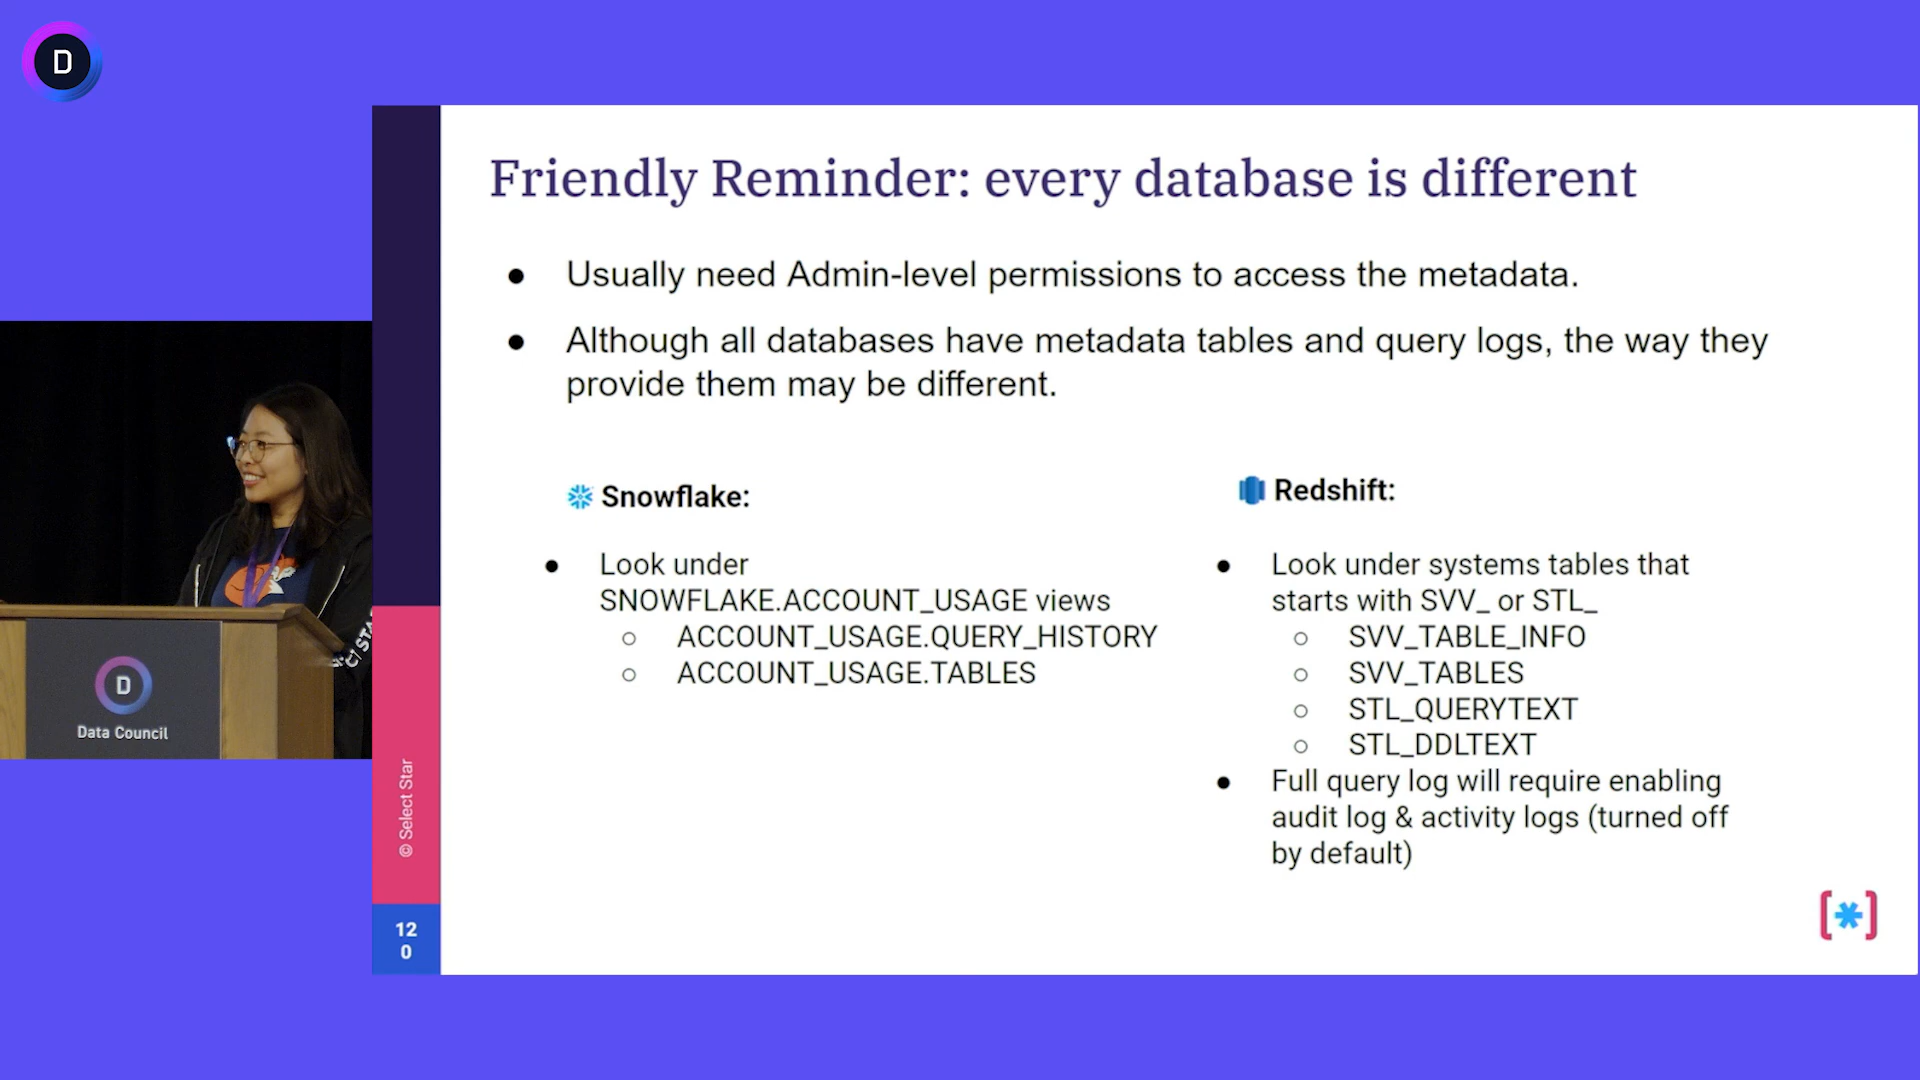 D
Friendly Reminder: every database is different
● Usually need Admin-level permissions to access the metadata.
● Although all databases have metadata tables and query logs, the way they
provide them may be different.
Snowflake:
● Look under
SNOWFLAKE.ACCOUNT_USAGE views
○ ACCOUNT_USAGE.QUERY_HISTORY
○ ACCOUNT_USAGE.TABLES
Redshift:
● Look under systems tables that
starts with SVV_ or STL_
○ SVV_TABLE_INFO
○ SVV_TABLES
○ STL_QUERYTEXT
○ STL_DDLTEXT
● Full query log will require enabling
audit log & activity logs (turned off
by default)
© Select Star
12
0
[*]
D
Data Council